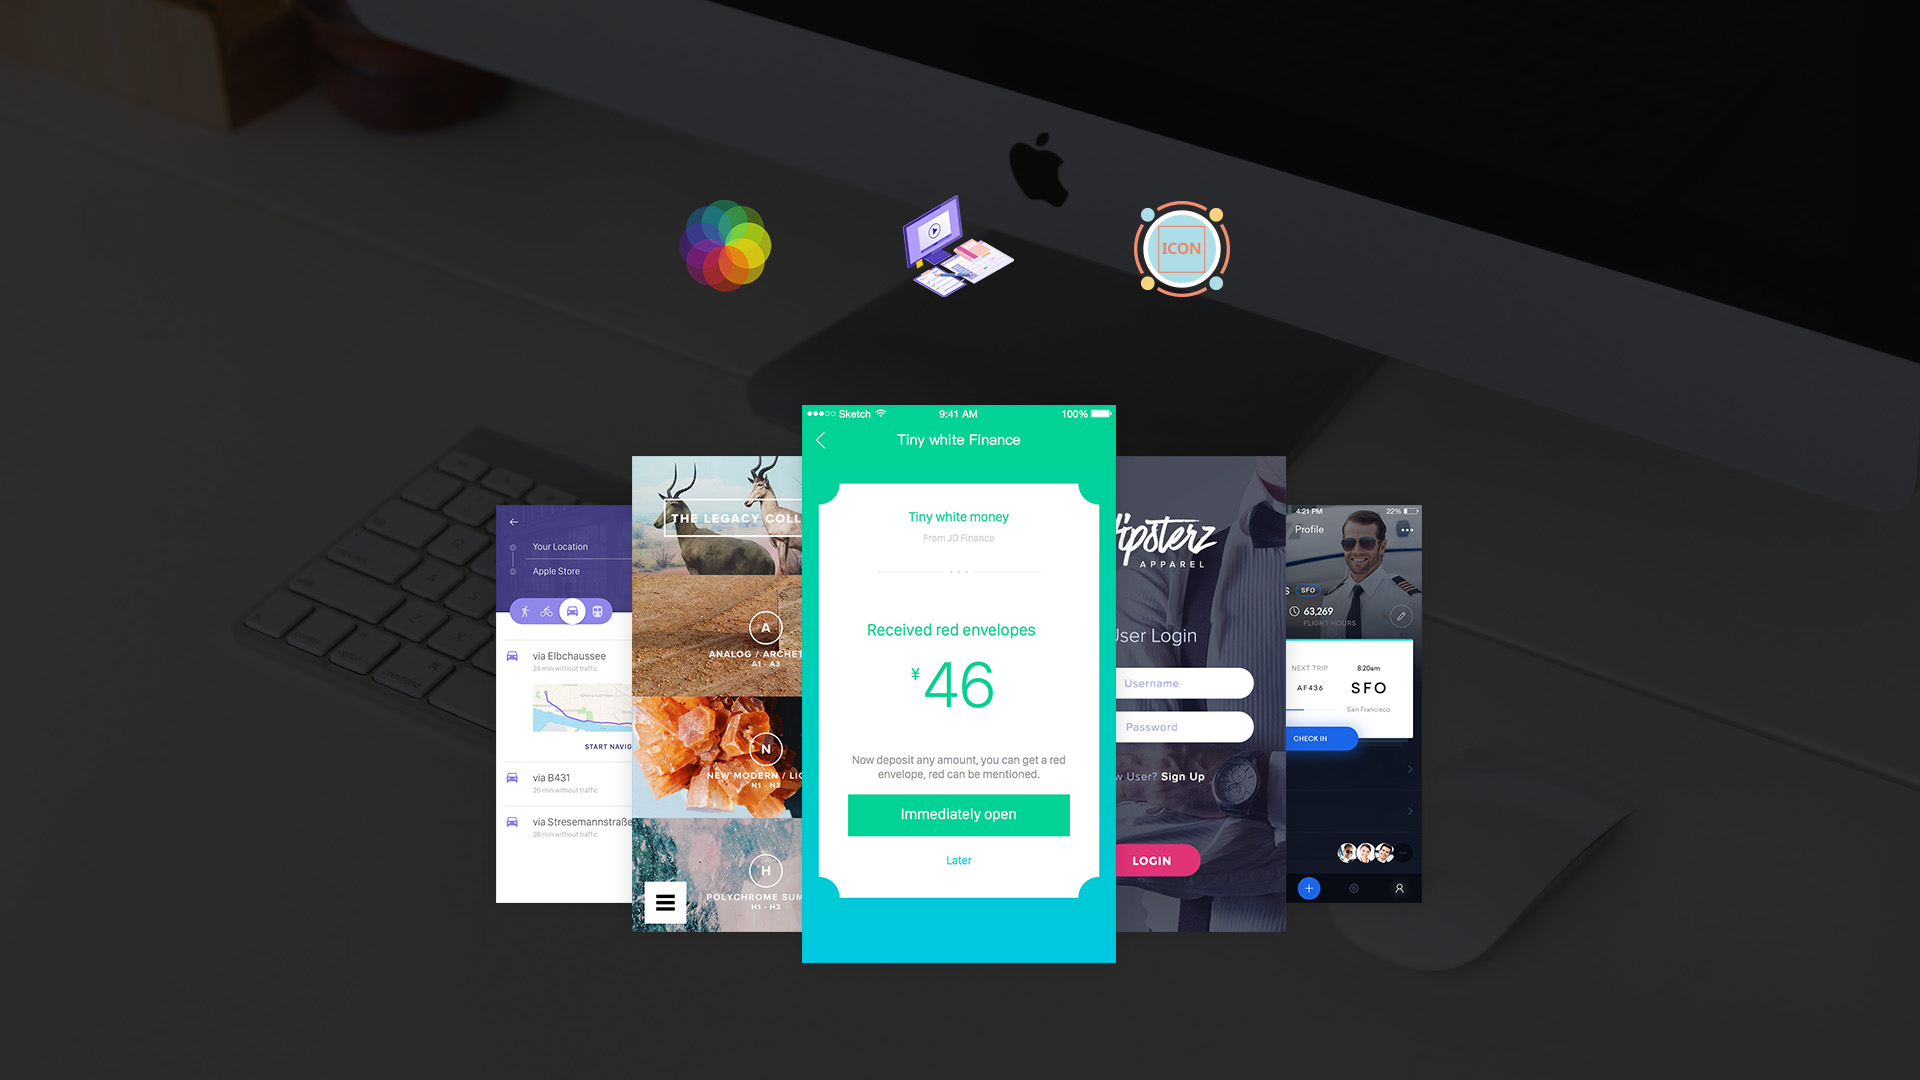 ICON
Your Location
Apple Store
via Elbchaussee
24 min without traffic
START NAVIG
via B431
26 min without traffic
via Stresemannstraße
28 min without traffic
THE LEGACY COLL
A
ANALOG / ARCHET
A1 - A3
N
NEW MODERN / LIG
N1 - N3
H
POLYCHROME SUM
H1 - H3
Sketch 9:41 AM 100%
Tiny white Finance
Tiny white money
From JD Finance
Received red envelopes
¥46
Now deposit any amount, you can get a red
envelope, red can be mentioned.
Immediately open
Later
Hipsterz
APPAREL
User Login
Username
Password
w User? Sign Up
LOGIN
4:21 PM 22%
Profile
S SFO
63,269
FLIGHT HOURS
NEXT TRIP 8:20am
AF436 SFO
San Francisco
CHECK IN